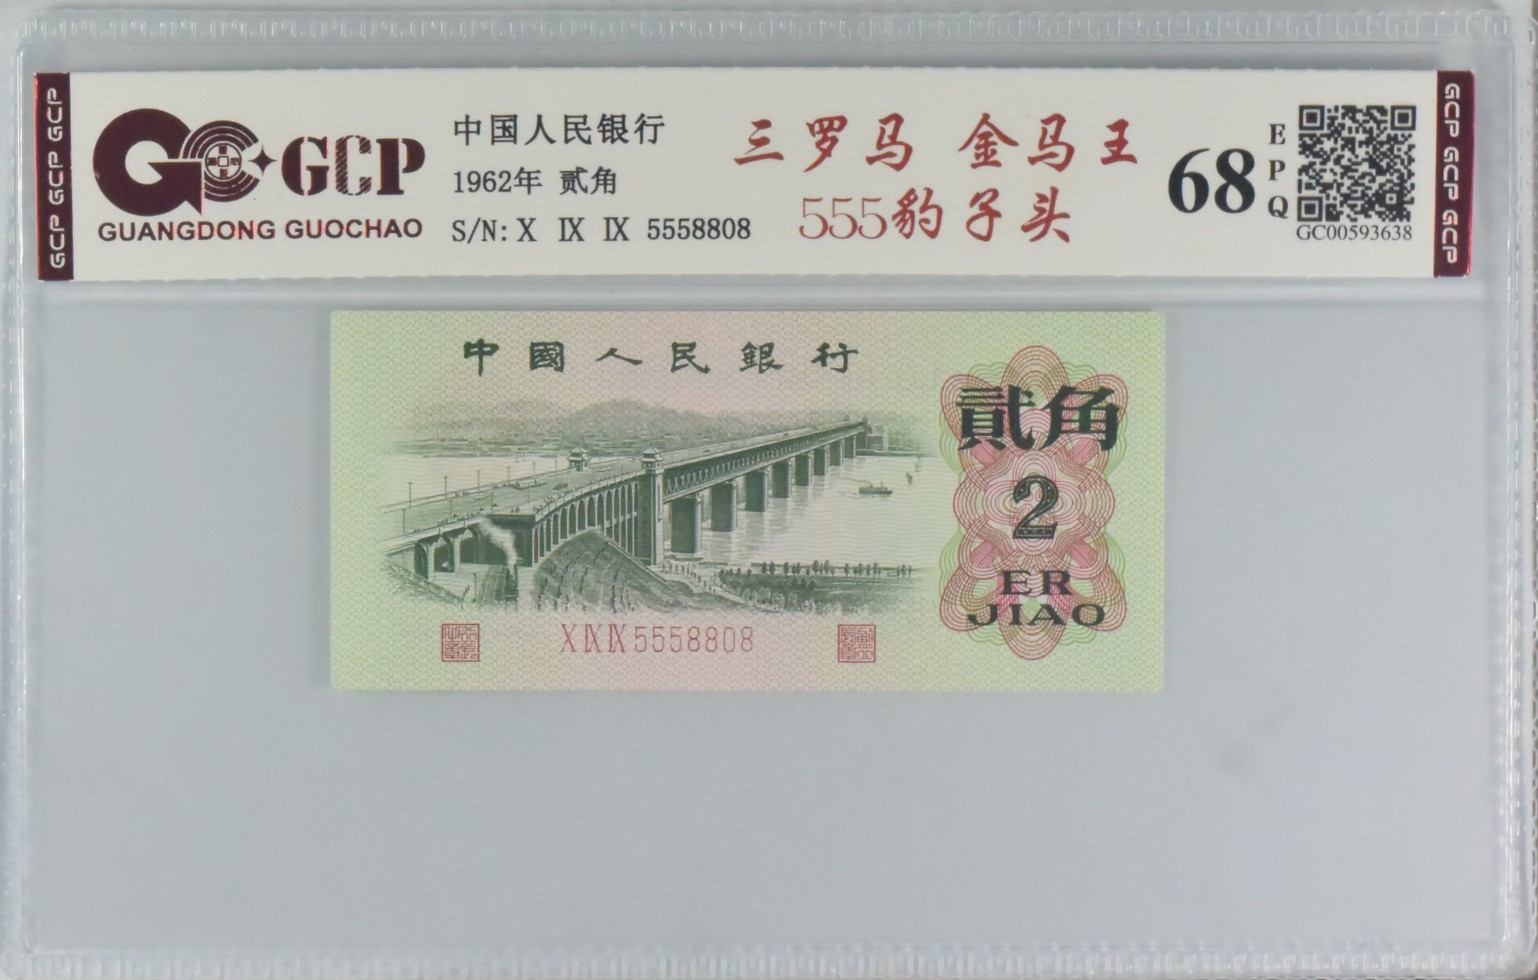 GCP GCP GCP
GCP
GUANGDONG GUOCHAO
中国人民银行
1962年 贰角
S/N: X IX IX 5558808
三罗马 金马王
555豹子头
68
EPQ
GC00593638
GCP GCP GCP
中國人民銀行
貳角
2
ER
JIAO
X IX IX 5558808